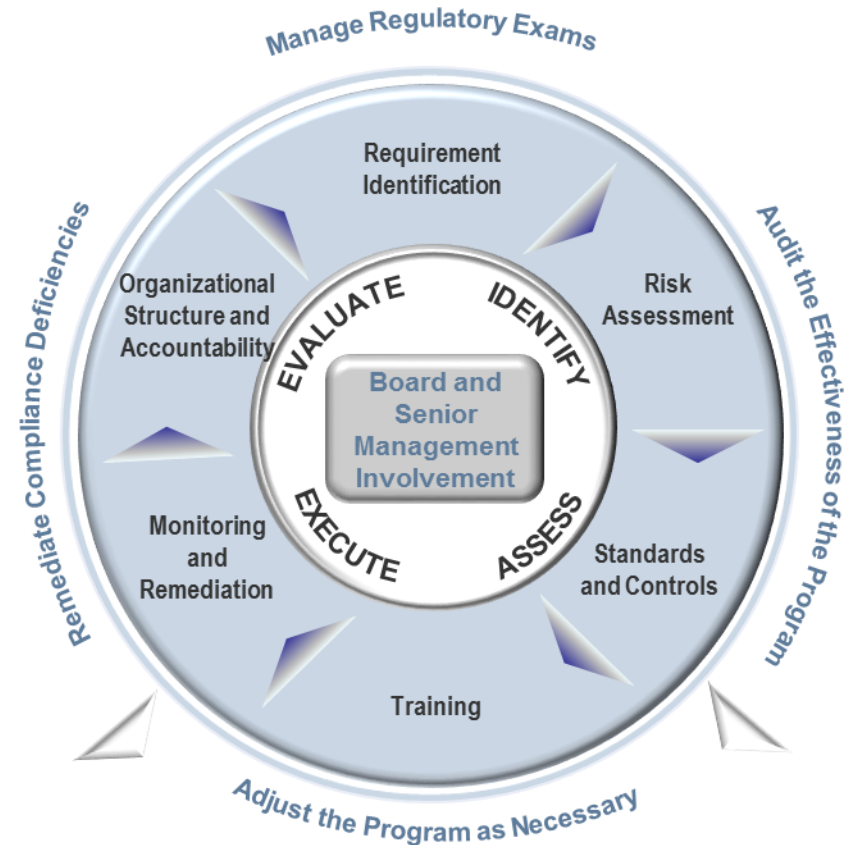 Manage Regulatory Exams
Audit the Effectiveness of the Program
Adjust the Program as Necessary
Remediate Compliance Deficiencies
Requirement
Identification
Risk
Assessment
Standards
and Controls
Training
Monitoring
and
Remediation
Organizational
Structure and
Accountability
IDENTIFY
ASSESS
EXECUTE
EVALUATE
Board and
Senior
Management
Involvement